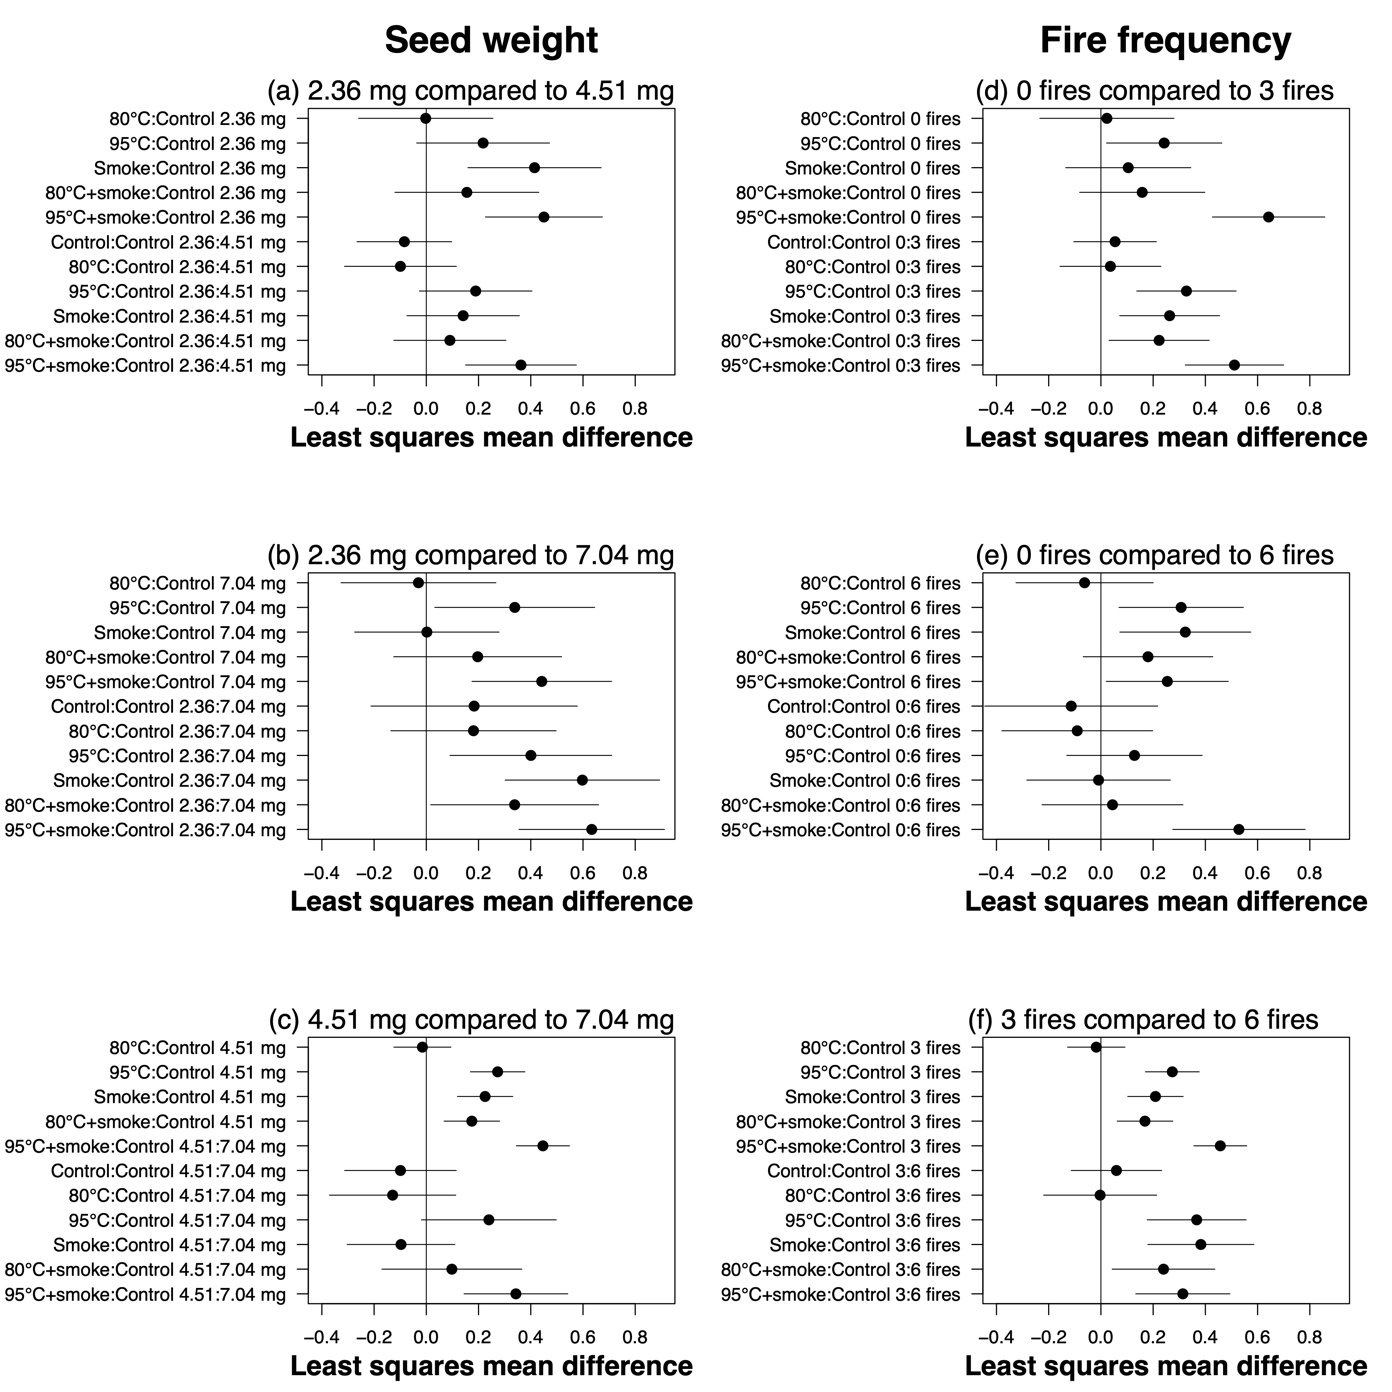 Seed weight
(a) 2.36 mg compared to 4.51 mg
80°C:Control 2.36 mg
95°C:Control 2.36 mg
Smoke:Control 2.36 mg
80°C+smoke:Control 2.36 mg
95°C+smoke:Control 2.36 mg
Control:Control 2.36:4.51 mg
80°C:Control 2.36:4.51 mg
95°C:Control 2.36:4.51 mg
Smoke:Control 2.36:4.51 mg
80°C+smoke:Control 2.36:4.51 mg
95°C+smoke:Control 2.36:4.51 mg
−0.4 −0.2 0.0 0.2 0.4 0.6 0.8
Least squares mean difference
(b) 2.36 mg compared to 7.04 mg
80°C:Control 7.04 mg
95°C:Control 7.04 mg
Smoke:Control 7.04 mg
80°C+smoke:Control 7.04 mg
95°C+smoke:Control 7.04 mg
Control:Control 2.36:7.04 mg
80°C:Control 2.36:7.04 mg
95°C:Control 2.36:7.04 mg
Smoke:Control 2.36:7.04 mg
80°C+smoke:Control 2.36:7.04 mg
95°C+smoke:Control 2.36:7.04 mg
−0.4 −0.2 0.0 0.2 0.4 0.6 0.8
Least squares mean difference
(c) 4.51 mg compared to 7.04 mg
80°C:Control 4.51 mg
95°C:Control 4.51 mg
Smoke:Control 4.51 mg
80°C+smoke:Control 4.51 mg
95°C+smoke:Control 4.51:7.04 mg
Control:Control 4.51:7.04 mg
80°C:Control 4.51:7.04 mg
95°C:Control 4.51:7.04 mg
Smoke:Control 4.51:7.04 mg
80°C+smoke:Control 4.51:7.04 mg
95°C+smoke:Control 4.51:7.04 mg
−0.4 −0.2 0.0 0.2 0.4 0.6 0.8
Least squares mean difference
Fire frequency
(d) 0 fires compared to 3 fires
80°C:Control 0 fires
95°C:Control 0 fires
Smoke:Control 0 fires
80°C+smoke:Control 0 fires
95°C+smoke:Control 0 fires
Control:Control 0:3 fires
80°C:Control 0:3 fires
95°C:Control 0:3 fires
Smoke:Control 0:3 fires
80°C+smoke:Control 0:3 fires
95°C+smoke:Control 0:3 fires
−0.4 −0.2 0.0 0.2 0.4 0.6 0.8
Least squares mean difference
(e) 0 fires compared to 6 fires
80°C:Control 6 fires
95°C:Control 6 fires
Smoke:Control 6 fires
80°C+smoke:Control 6 fires
95°C+smoke:Control 6 fires
Control:Control 0:6 fires
80°C:Control 0:6 fires
95°C:Control 0:6 fires
Smoke:Control 0:6 fires
80°C+smoke:Control 0:6 fires
95°C+smoke:Control 0:6 fires
−0.4 −0.2 0.0 0.2 0.4 0.6 0.8
Least squares mean difference
(f) 3 fires compared to 6 fires
80°C:Control 3 fires
95°C:Control 3 fires
Smoke:Control 3 fires
80°C+smoke:Control 3 fires
95°C+smoke:Control 3 fires
Control:Control 3:6 fires
80°C:Control 3:6 fires
95°C:Control 3:6 fires
Smoke:Control 3:6 fires
80°C+smoke:Control 3:6 fires
95°C+smoke:Control 3:6 fires
−0.4 −0.2 0.0 0.2 0.4 0.6 0.8
Least squares mean difference